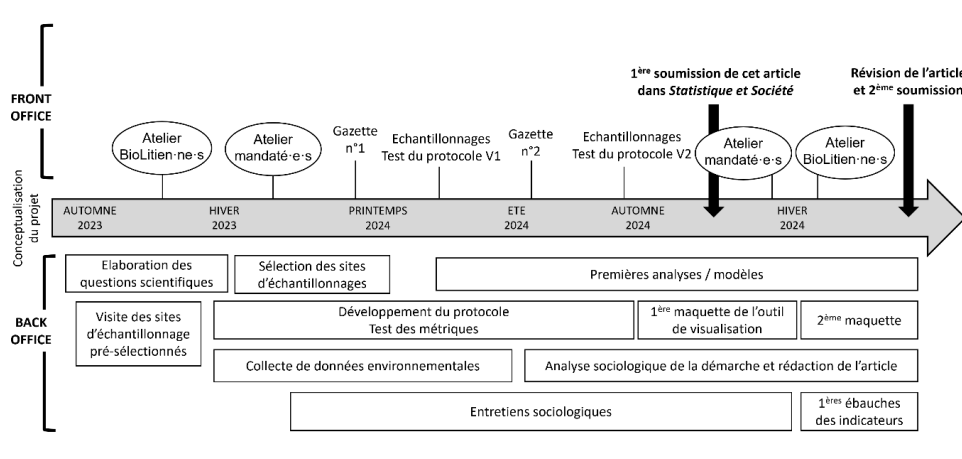 1ère soumission de cet article
dans Statistique et Société
Révision de l'article
et 2ème soumission
FRONT
OFFICE
Atelier
BioLitien·ne·s
Atelier
mandaté·e·s
Gazette
n°1
Echantillonnages
Test du protocole V1
Gazette
n°2
Echantillonnages
Test du protocole V2
Atelier
mandaté·e·s
Atelier
BioLitien·ne·s
Conceptualisation
du projet
AUTOMNE
2023
HIVER
2023
PRINTEMPS
2024
ETE
2024
AUTOMNE
2024
HIVER
2024
BACK
OFFICE
Elaboration des
questions scientifiques
Sélection des sites
d'échantillonnages
Premières analyses / modèles
Visite des sites
d'échantillonnage
pré-sélectionnés
Développement du protocole
Test des métriques
1ère maquette de l'outil
de visualisation
2ème maquette
Collecte de données environnementales
Analyse sociologique de la démarche et rédaction de l'article
Entretiens sociologiques
1ères ébauches
des indicateurs